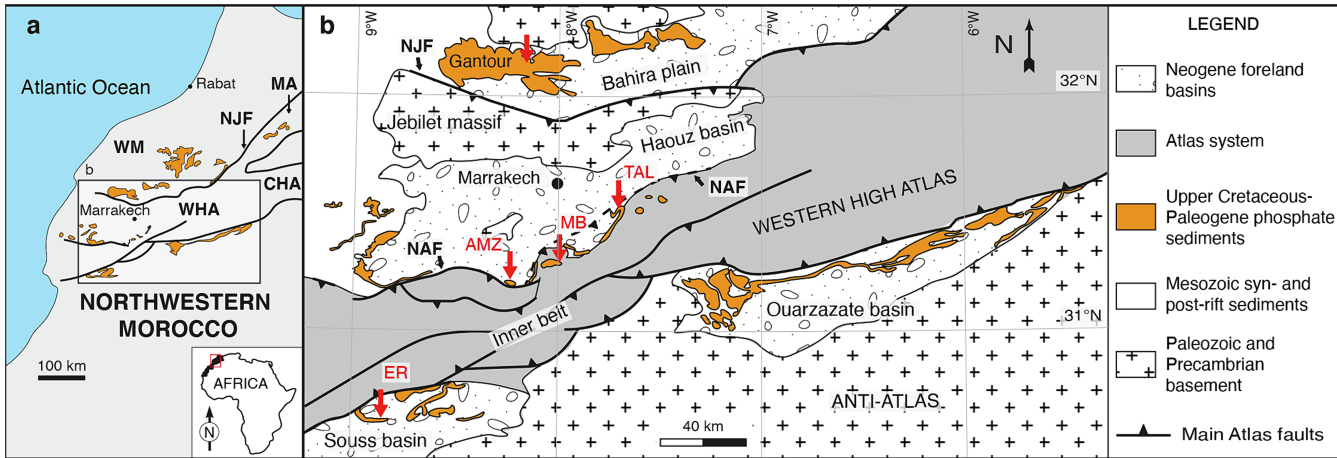 a
Atlantic Ocean
Rabat
MA
NJF
WM
CHA
b
Marrakech
WHA
NORTHWESTERN
MOROCCO
100 km
AFRICA
N
b
9°W
8°W
7°W
6°W
NJF
Gantour
Bahira plain
N
32°N
Jebilet massif
Haouz basin
Marrakech
TAL
NAF
WESTERN HIGH ATLAS
MB
AMZ
NAF
Inner belt
Ouarzazate basin
31°N
ER
ANTI-ATLAS
Souss basin
40 km
LEGEND
Neogene foreland
basins
Atlas system
Upper Cretaceous-
Paleogene phosphate
sediments
Mesozoic syn- and
post-rift sediments
Paleozoic and
Precambrian
basement
Main Atlas faults